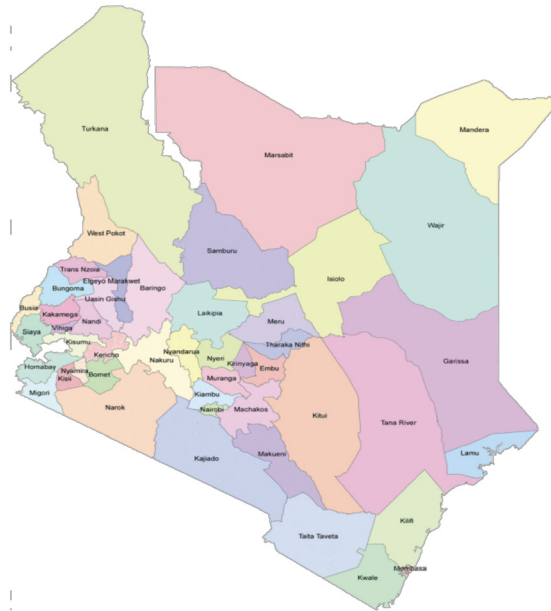 Turkana
Mandera
Marsabit
Wajir
West Pokot
Samburu
Isiolo
Trans Nzoia
Elgeyo Marakwet
Bungoma
Baringo
Uasin Gishu
Busia
Kakamega
Laikipia
Nandi
Meru
Siaya
Vihiga
Kisumu
Tharaka Nithi
Kericho
Nyandarua
Nyeri
Garissa
Nakuru
Kirinyaga
Homabay
Nyamira
Embu
Bomet
Kisii
Muranga
Migori
Kiambu
Narok
Nairobi
Machakos
Kitui
Tana River
Makueni
Lamu
Kajiado
Kilifi
Taita Taveta
Mombasa
Kwale